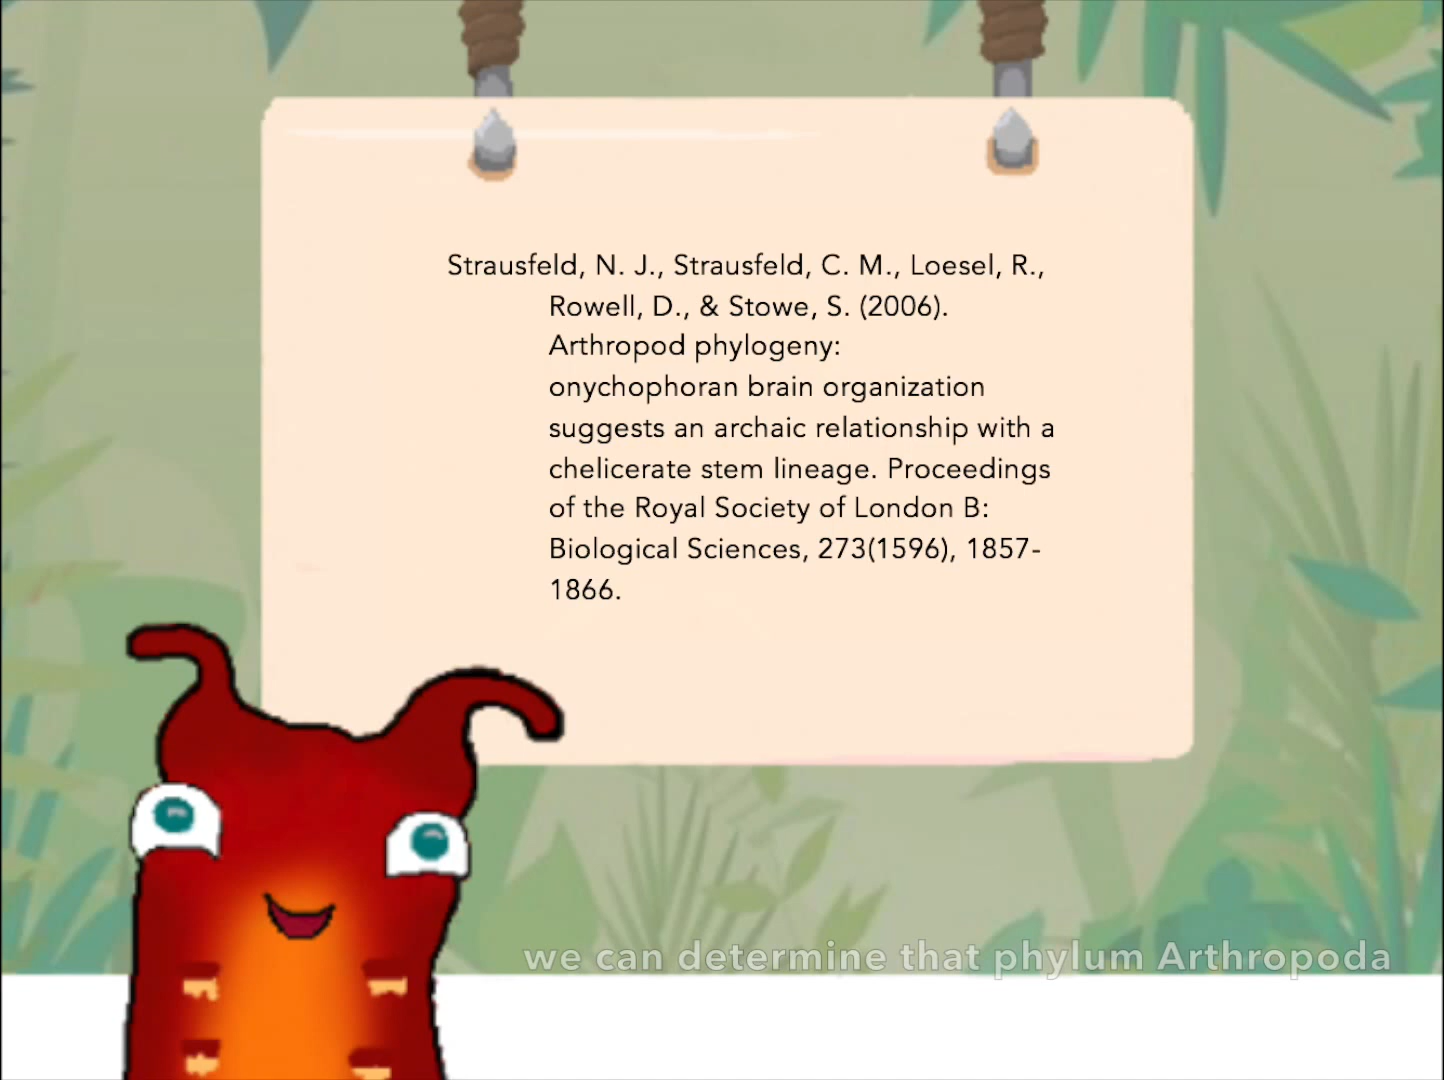 Strausfeld, N. J., Strausfeld, C. M., Loesel, R.,
Rowell, D., & Stowe, S. (2006).
Arthropod phylogeny:
onychophoran brain organization
suggests an archaic relationship with a
chelicerate stem lineage. Proceedings
of the Royal Society of London B:
Biological Sciences, 273(1596), 1857-
1866.
we can determine that phylum Arthropoda